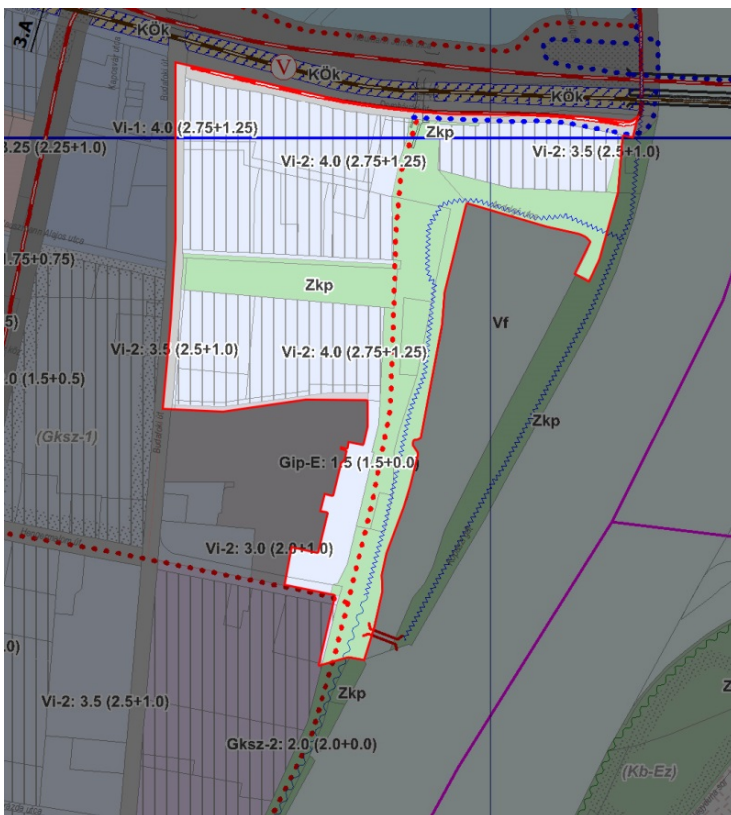 3.A
KÖk
V
KÖk
KÖk
Budafoki út
Vi-1: 4.0 (2.75+1.25)
Zkp
3.25 (2.25+1.0)
Vi-2: 4.0 (2.75+1.25)
Vi-2: 3.5 (2.5+1.0)
.75+0.75)
Zkp
5)
Vf
Vi-2: 3.5 (2.5+1.0)
Vi-2: 4.0 (2.75+1.25)
.0 (1.5+0.5)
Zkp
(Gksz-1)
Budafoki út
Gip-E: 1.5 (1.5+0.0)
Vi-2: 3.0 (2.0+1.0)
.0)
Zkp
Z
Vi-2: 3.5 (2.5+1.0)
Gksz-2: 2.0 (2.0+0.0)
(Kb-Ez)